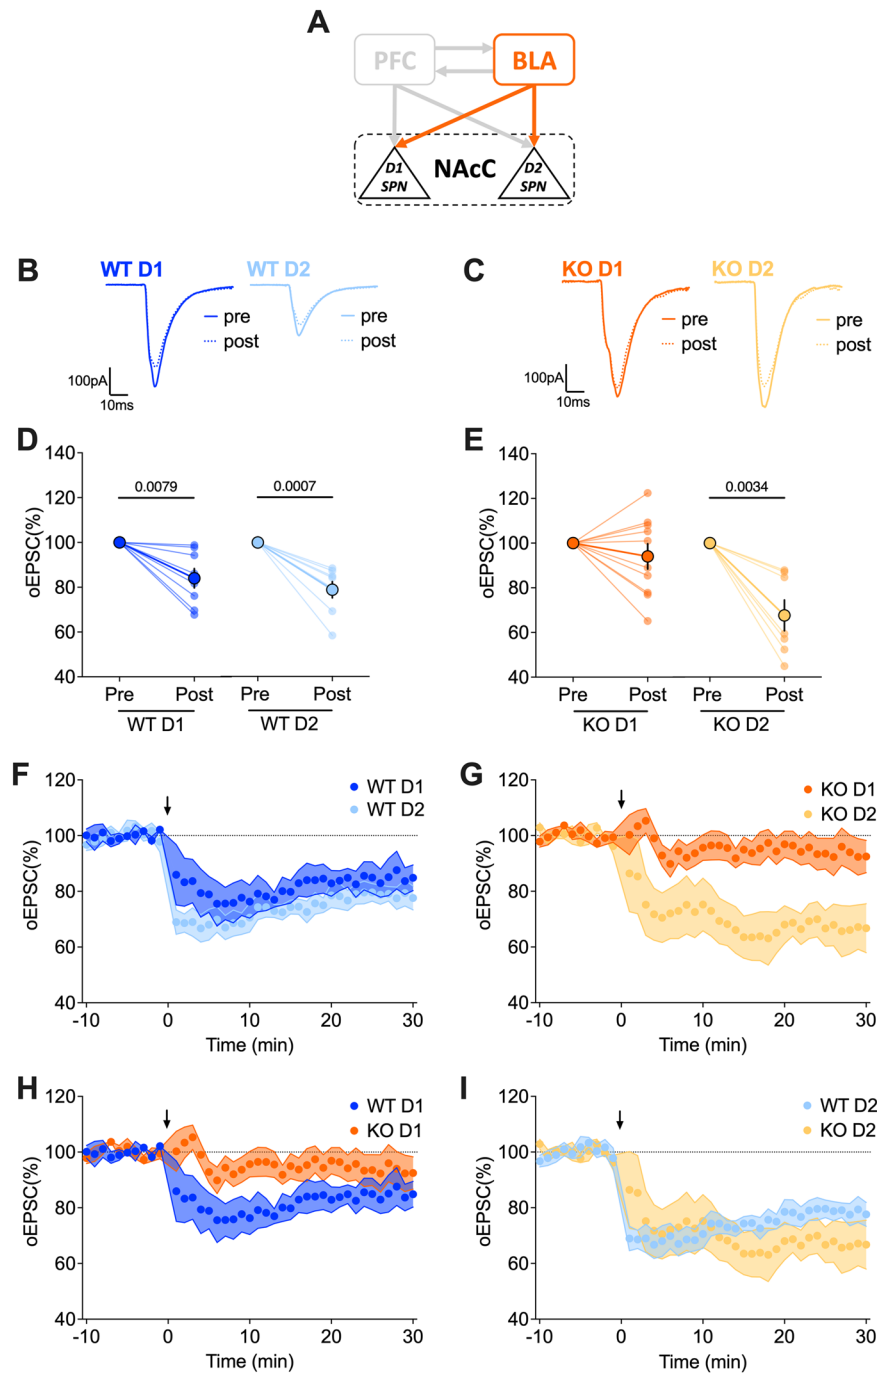 A
PFC
BLA
D1
SPN
NAcC
D2
SPN
B
WT D1
WT D2
pre
post
pre
post
100pA
10ms
C
KO D1
KO D2
pre
post
pre
post
100pA
10ms
D
oEPSC(%)
140
120
100
80
60
40
0.0079
0.0007
Pre
Post
Pre
Post
WT D1
WT D2
E
oEPSC(%)
140
120
100
80
60
40
0.0034
Pre
Post
Pre
Post
KO D1
KO D2
F
oEPSC(%)
120
100
80
60
40
WT D1
WT D2
-10
0
10
20
30
Time (min)
G
oEPSC(%)
120
100
80
60
40
KO D1
KO D2
-10
0
10
20
30
Time (min)
H
oEPSC(%)
120
100
80
60
40
WT D1
KO D1
-10
0
10
20
30
Time (min)
I
oEPSC(%)
120
100
80
60
40
WT D2
KO D2
-10
0
10
20
30
Time (min)